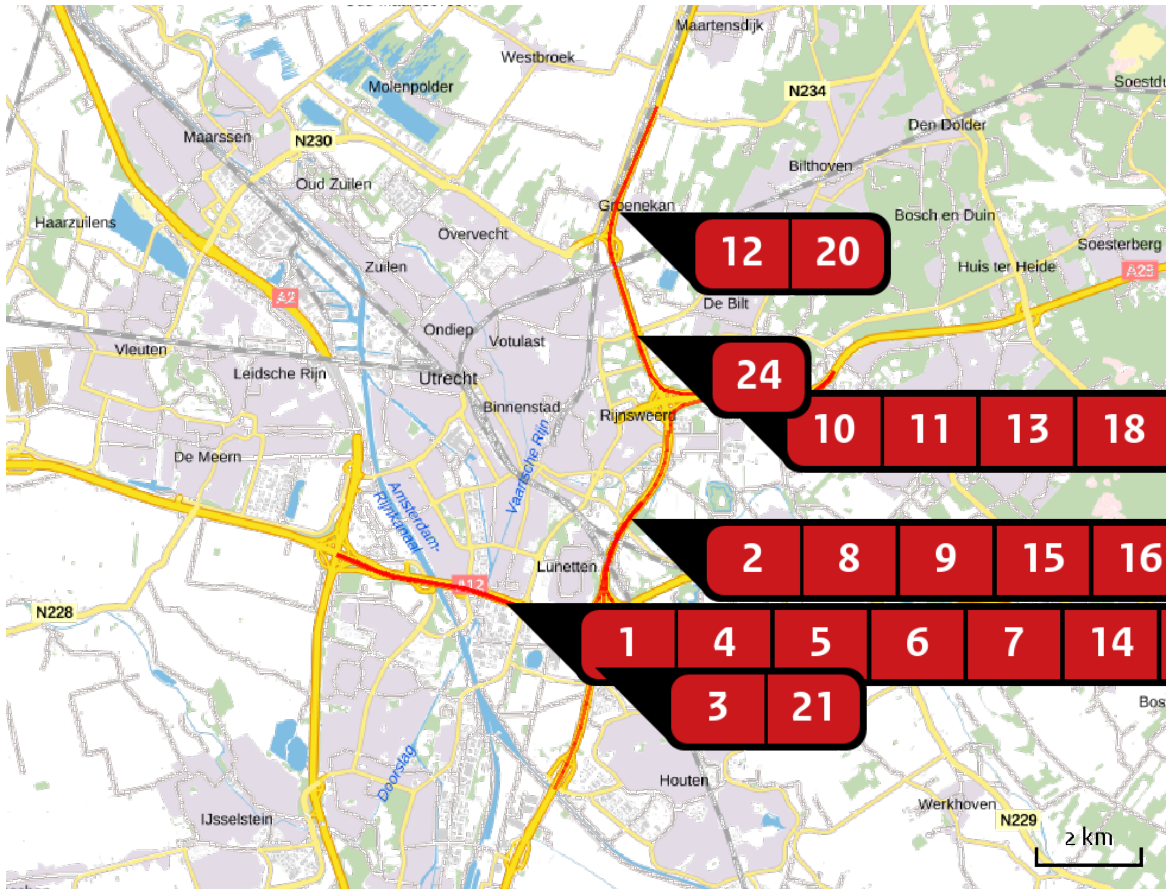 Maartensdijk
Westbroek
Molenpolder
N234
Den Dolder
Maarssen
N230
Bilthoven
Oud Zuilen
Groenekan
Bosch en Duin
Haarzuilens
Overvecht
Soesterberg
12 20
Zuilen
Huis ter Heide
A28
A2
De Bilt
Ondiep
Votulast
Vleuten
Leidsche Rijn
Utrecht
24
Binnenstad
Rijnsweerd
10 11 13 18
De Meern
Vaartsche Rijn
Amsterdam-
Rijnkanaal
2 8 9 15 16
Lunetten
A12
N228
1 4 5 6 7 14
3 21
Doorslag
Houten
Werkhoven
N229
IJsselstein
2 km